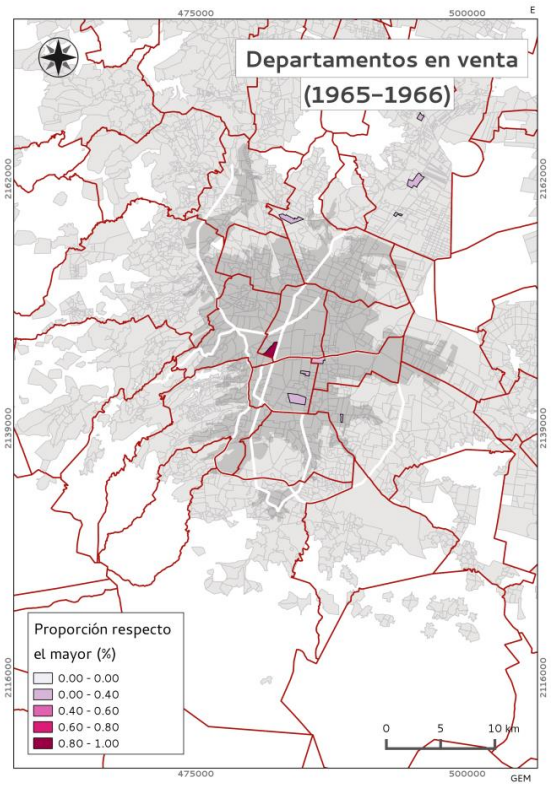 475000
500000
E
Departamentos en venta
(1965-1966)
2162000
2162000
2139000
2139000
2116000
2116000
Proporción respecto
el mayor (%)
0.00 - 0.00
0.00 - 0.40
0.40 - 0.60
0.60 - 0.80
0.80 - 1.00
0 5 10 km
475000
500000
GEM